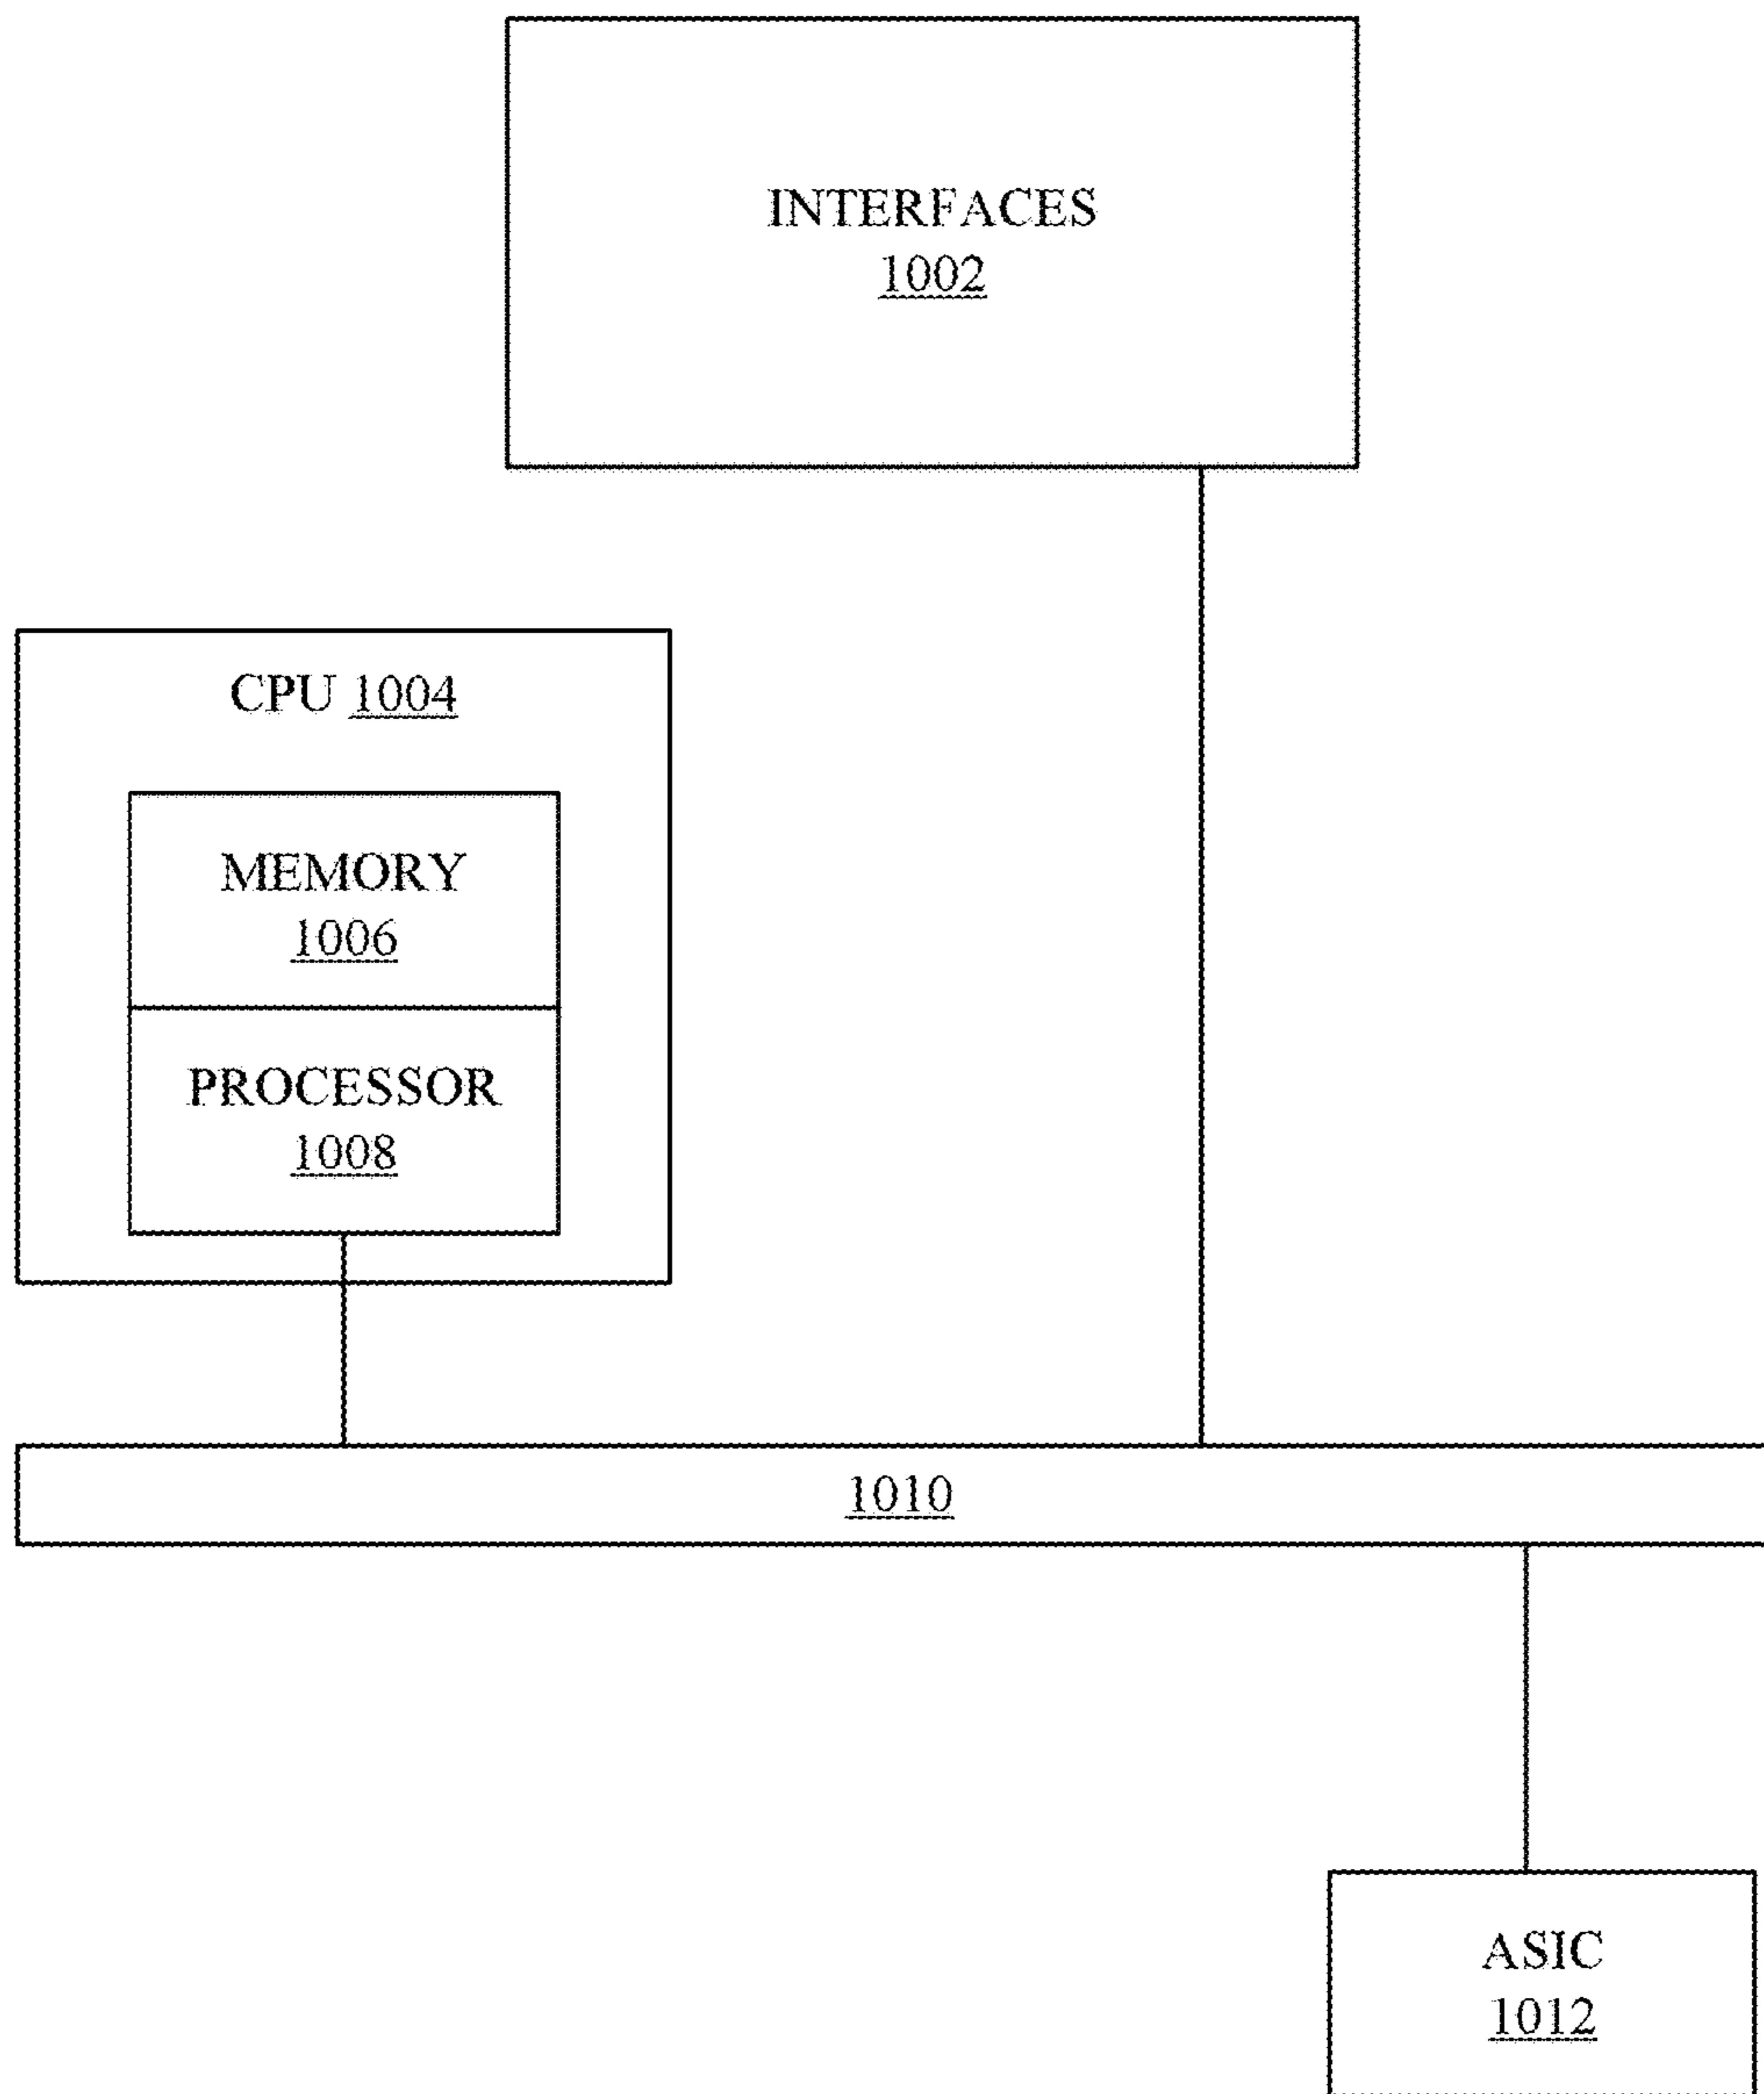 INTERFACES
1002
CPU 1004
MEMORY
1006
PROCESSOR
1008
1010
ASIC
1012